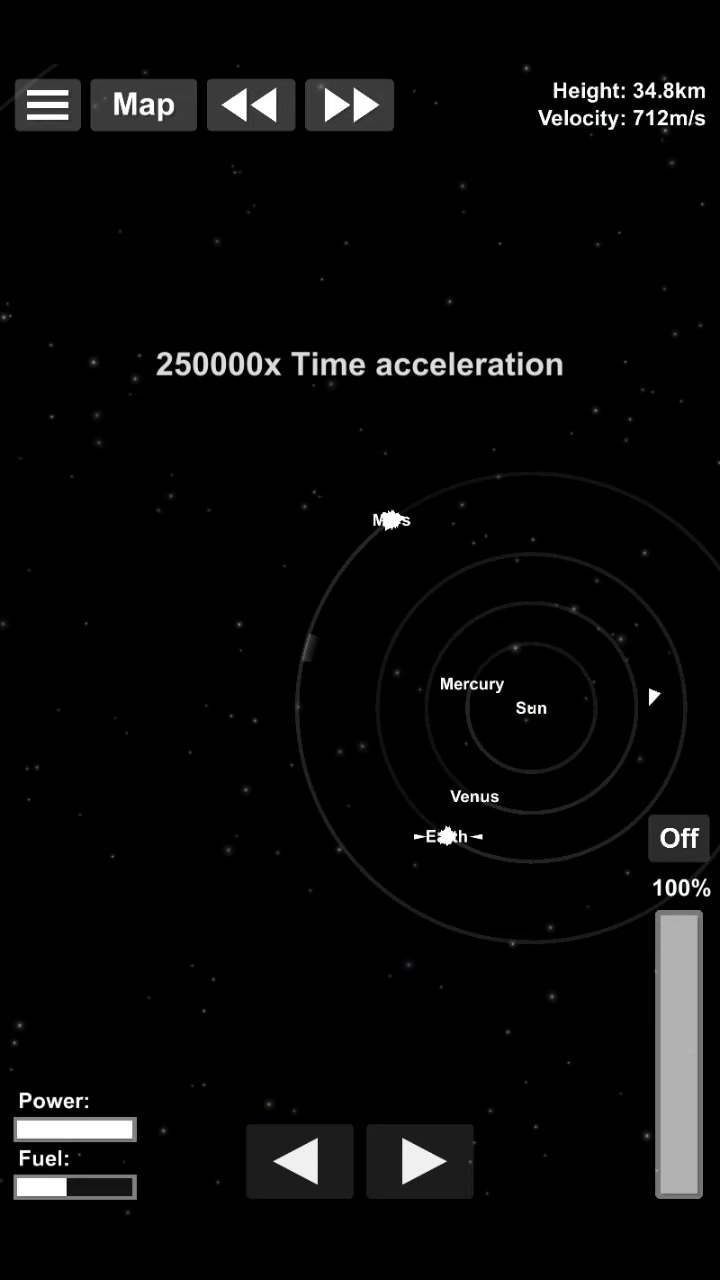 Map
Height: 34.8km
Velocity: 712m/s
250000x Time acceleration
Mercury
Sun
Venus
Off
100%
Power:
Fuel: